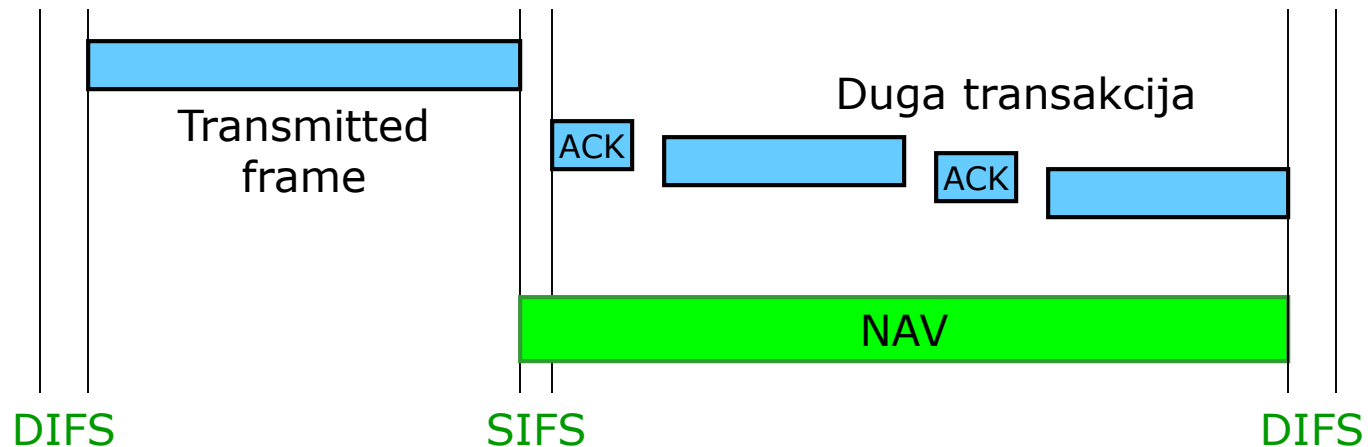 Transmitted
frame
Duga transakcija
ACK
ACK
NAV
DIFS
SIFS
DIFS